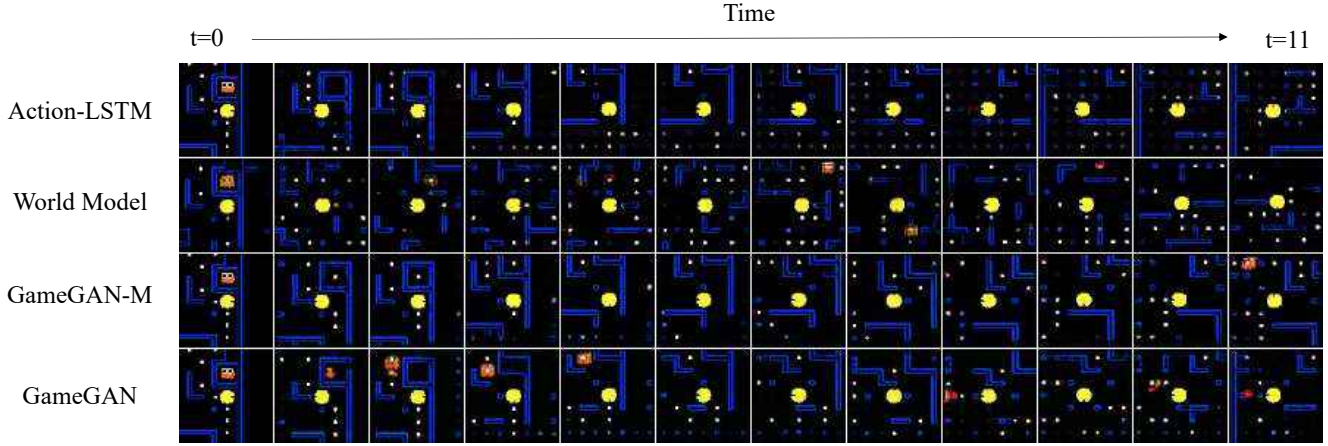 Time
t=0
t=11
Action-LSTM
World Model
GameGAN-M
GameGAN